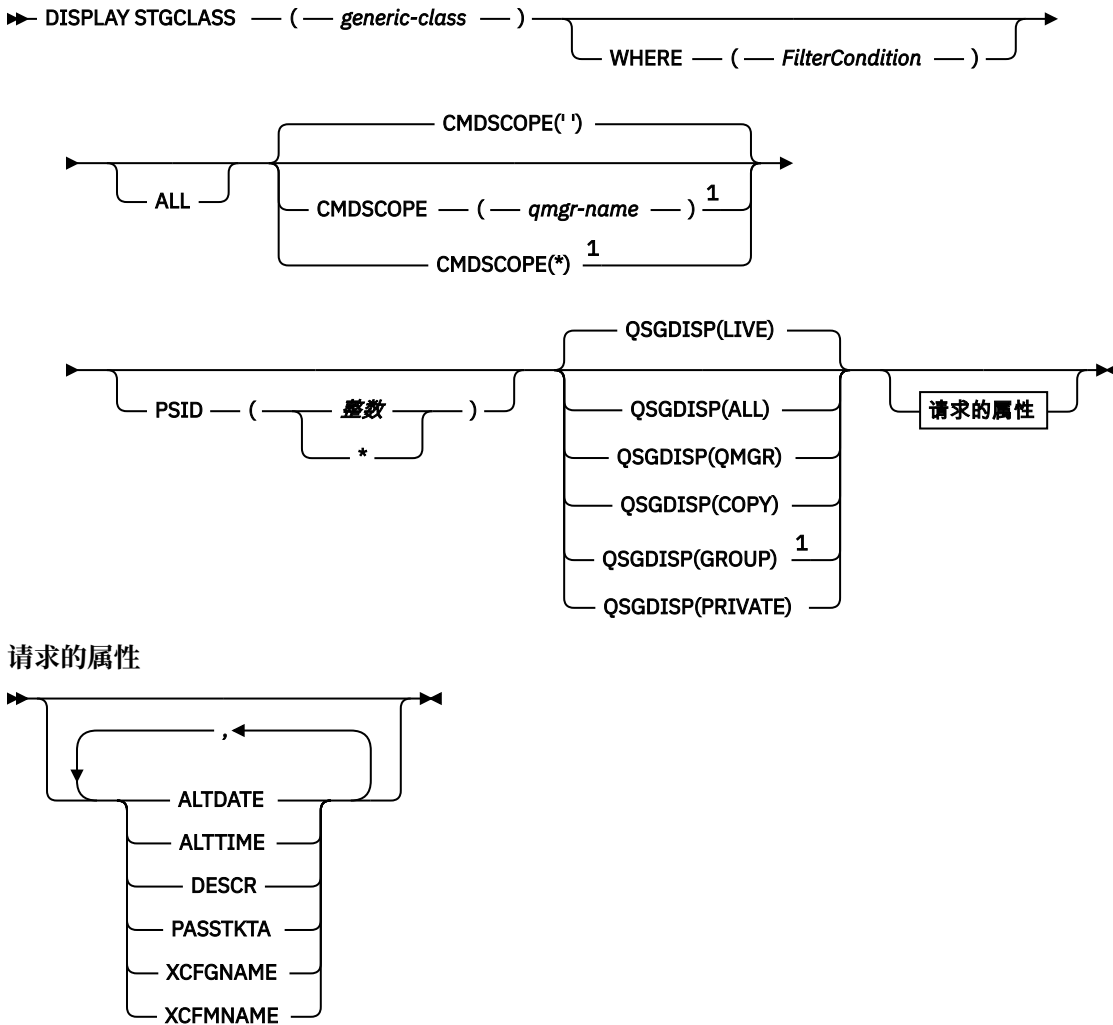 DISPLAY STGCLASS ( generic-class )
WHERE ( FilterCondition )
CMDSCOPE(' ')
ALL
CMDSCOPE ( qmgr-name ) 1
CMDSCOPE(*) 1
QSGDISP(LIVE)
PSID ( 整数 )
*
QSGDISP(ALL)
请求的属性
QSGDISP(QMGR)
QSGDISP(COPY)
QSGDISP(GROUP) 1
QSGDISP(PRIVATE)
请求的属性
,
ALTDATE
ALTTIME
DESCR
PASSTKTA
XCFGNAME
XCFMNAME